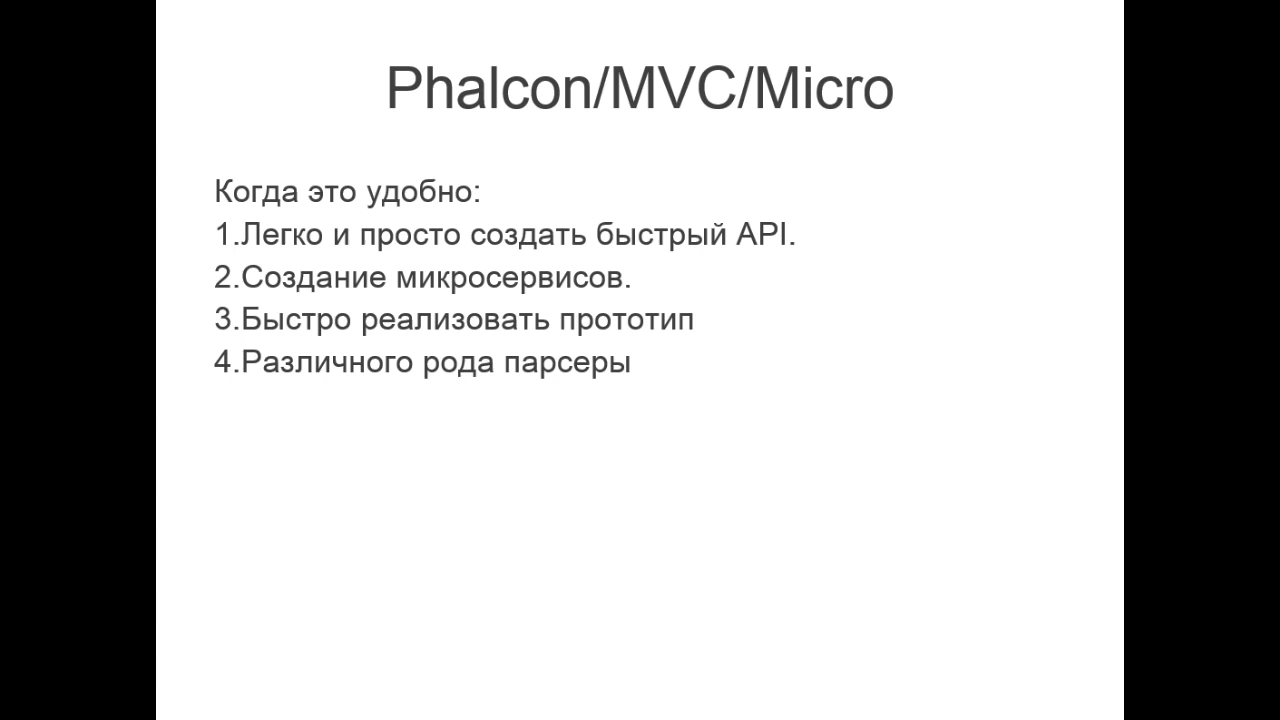 Phalcon/MVC/Micro
Когда это удобно:
1.Легко и просто создать быстрый API.
2.Создание микросервисов.
3.Быстро реализовать прототип
4.Различного рода парсеры